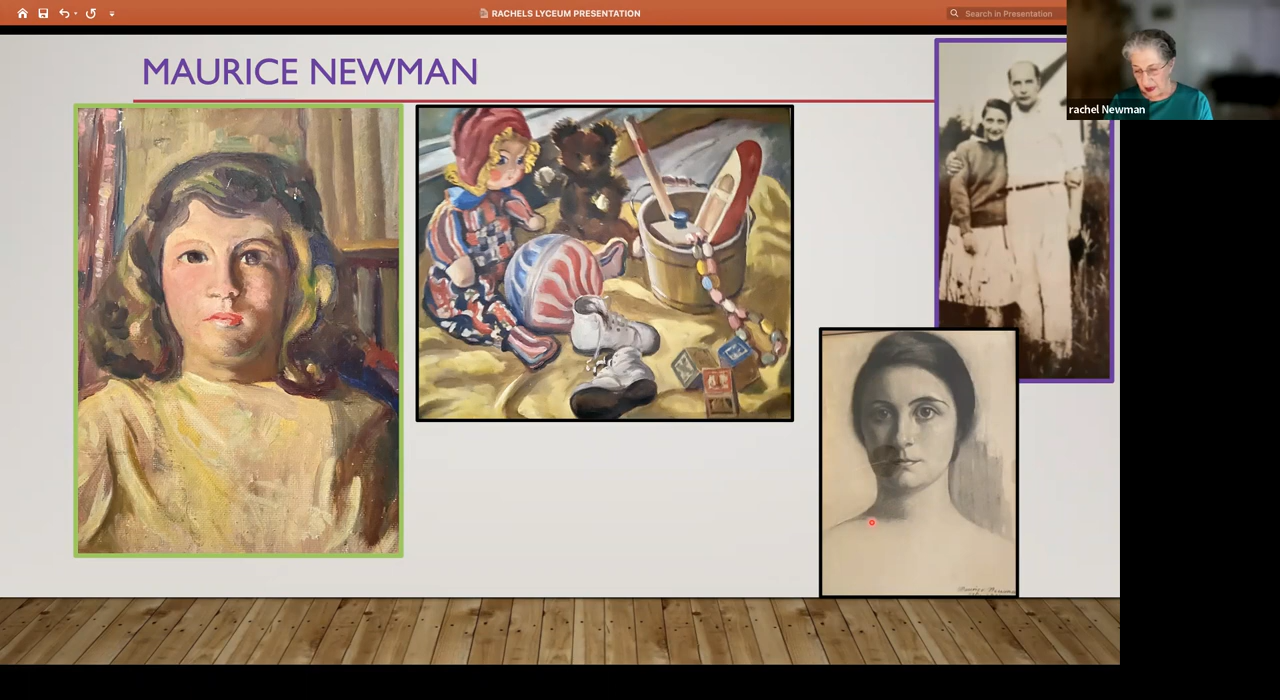 RACHELS LYCEUM PRESENTATION
Search in Presentation
MAURICE NEWMAN
rachel Newman